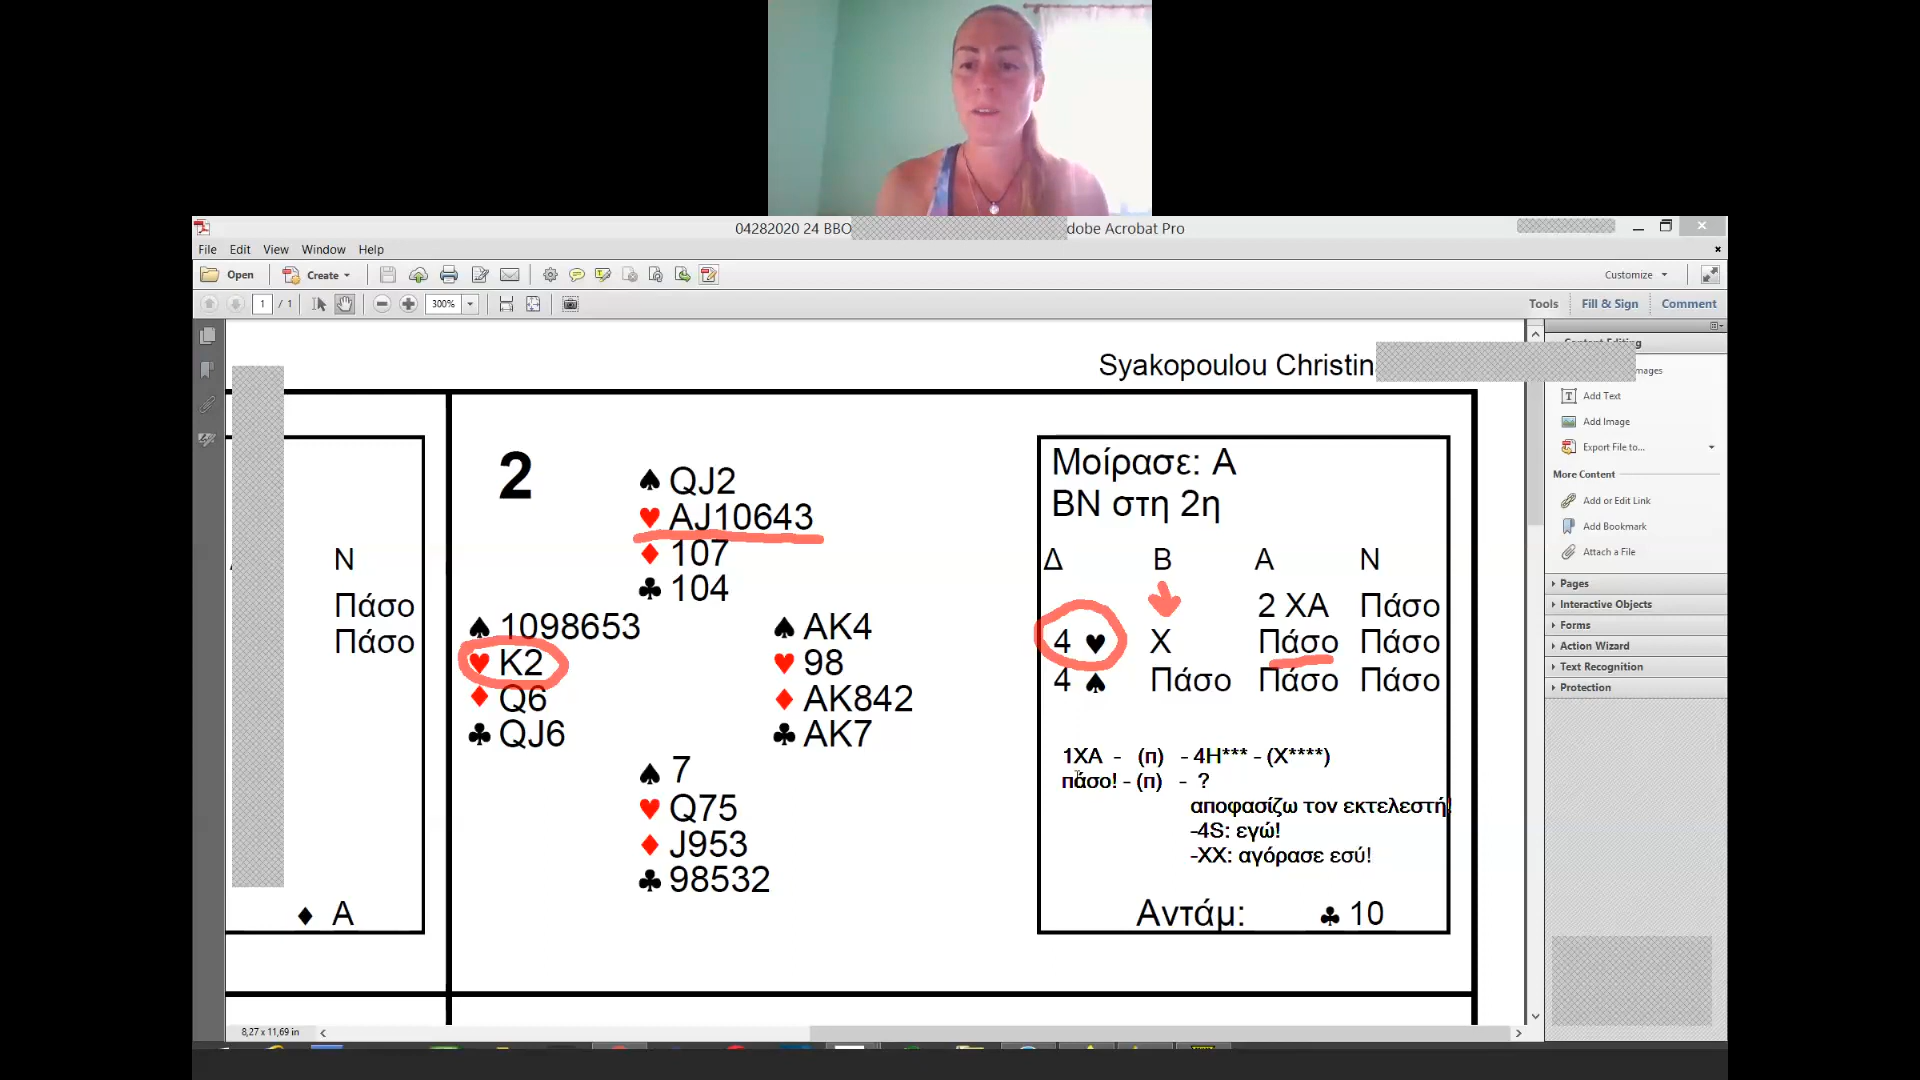 04282020 24 BBO
dobe Acrobat Pro
File Edit View Window Help
Open Create Customize
1 / 1 300% Tools Fill & Sign Comment
Content Editing
Syakopoulou Christin
mages
Add Text
Add Image
Export File to...
More Content
Add or Edit Link
Add Bookmark
Attach a File
Pages
Interactive Objects
Forms
Action Wizard
Text Recognition
Protection
N
Πάσο
Πάσο
♦ A
2
♠ QJ2
♥ AJ10643
♦ 107
♣ 104
♠ 1098653
♥ K2
♦ Q6
♣ QJ6
♠ AK4
♥ 98
♦ AK842
♣ AK7
♠ 7
♥ Q75
♦ J953
♣ 98532
Μοίρασε: Α
ΒΝ στη 2η
Δ Β Α Ν
2 ΧΑ Πάσο
4 ♥ Χ Πάσο Πάσο
4 ♠ Πάσο Πάσο Πάσο
1ΧΑ - (π) - 4Η*** - (Χ****)
πάσο! - (π) - ?
αποφασίζω τον εκτελεστή!
-4S: εγώ!
-ΧΧ: αγόρασε εσύ!
Αντάμ: ♣ 10
8,27 x 11,69 in